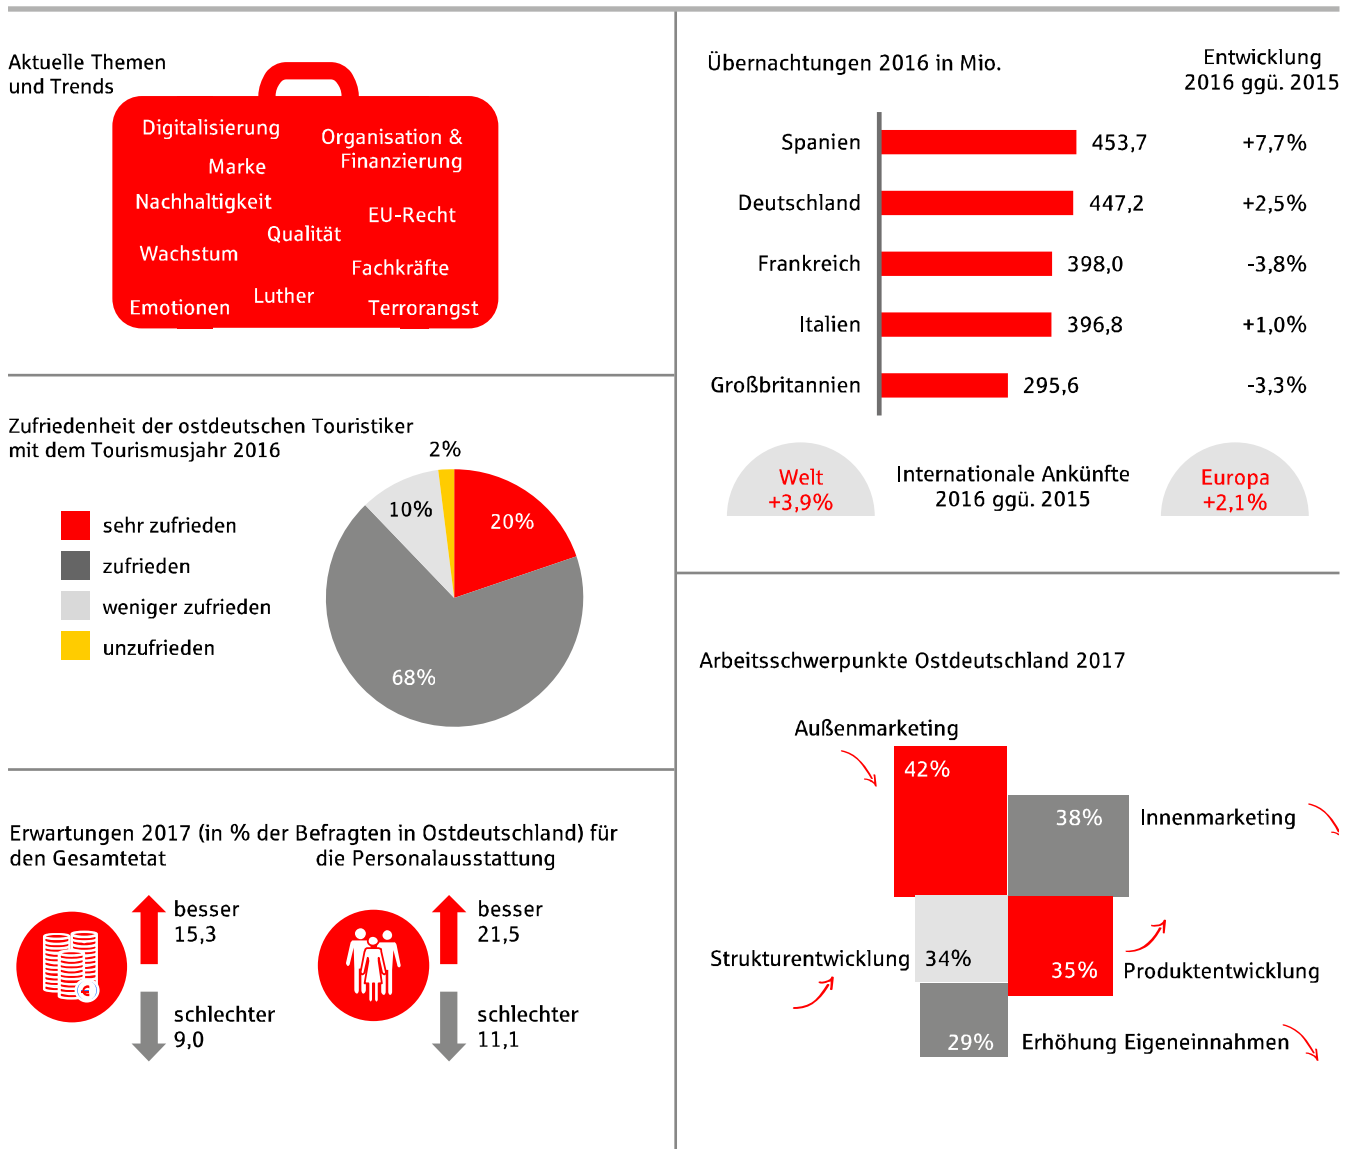 Aktuelle Themen
und Trends
Digitalisierung
Organisation &
Finanzierung
Marke
Nachhaltigkeit
EU-Recht
Qualität
Wachstum
Fachkräfte
Luther
Emotionen
Terrorangst
Zufriedenheit der ostdeutschen Touristiker
mit dem Tourismusjahr 2016
2%
10%
20%
68%
sehr zufrieden
zufrieden
weniger zufrieden
unzufrieden
Erwartungen 2017 (in % der Befragten in Ostdeutschland) für
den Gesamtetat
die Personalausstattung
besser
15,3
schlechter
9,0
besser
21,5
schlechter
11,1
Übernachtungen 2016 in Mio.
Entwicklung
2016 ggü. 2015
Spanien 453,7 +7,7%
Deutschland 447,2 +2,5%
Frankreich 398,0 -3,8%
Italien 396,8 +1,0%
Großbritannien 295,6 -3,3%
Welt
+3,9%
Internationale Ankünfte
2016 ggü. 2015
Europa
+2,1%
Arbeitsschwerpunkte Ostdeutschland 2017
Außenmarketing
42%
38%
Innenmarketing
Strukturentwicklung
34%
35%
Produktentwicklung
29%
Erhöhung Eigeneinnahmen